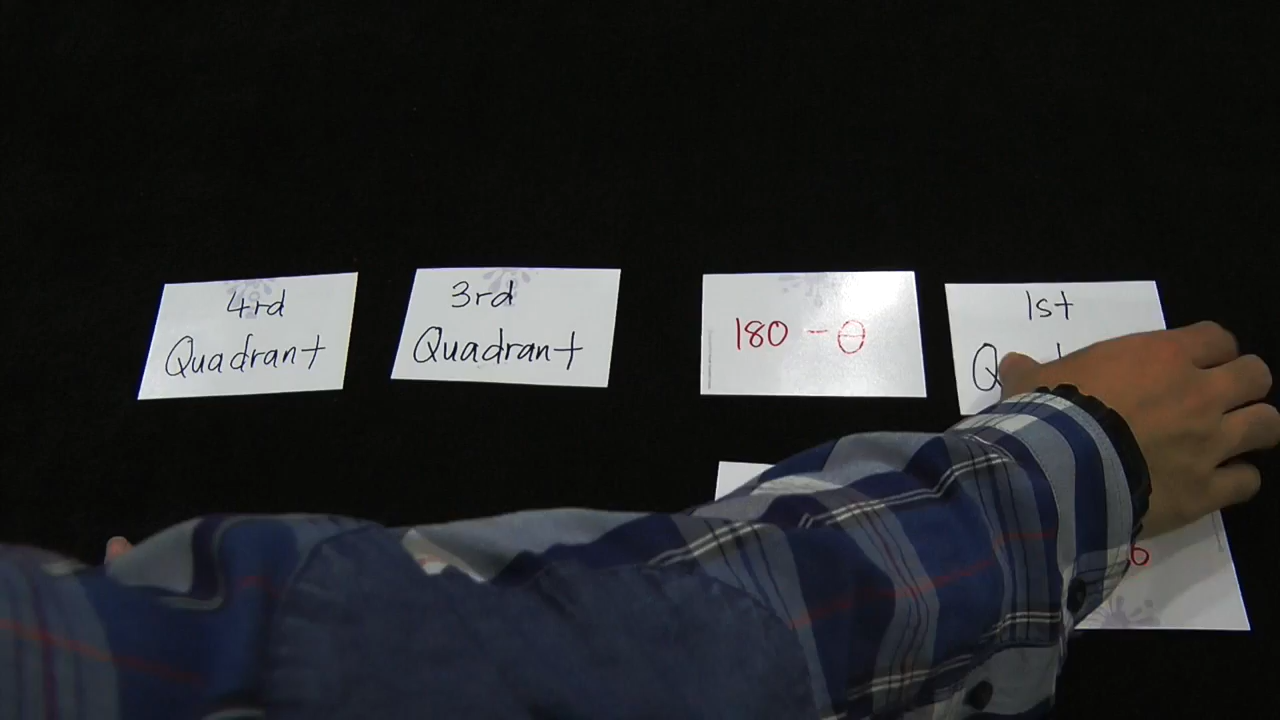 4rd
Quadrant
3rd
Quadrant
180 - θ
1st